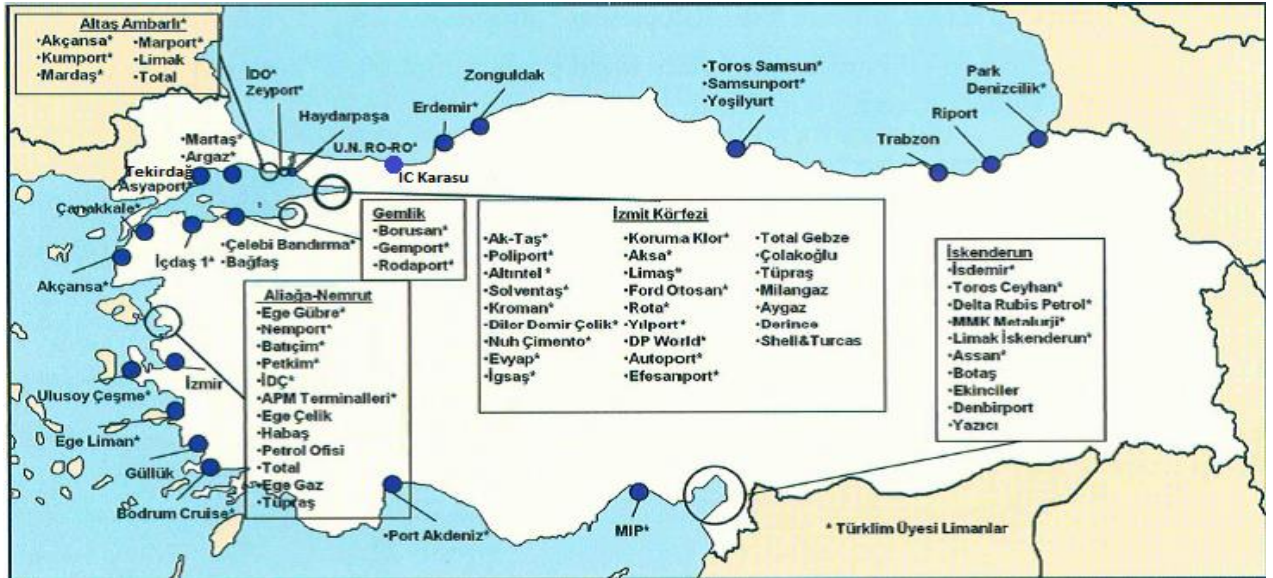 Altaş Ambarlı*
•Akçansa* •Marport*
•Kumport* •Limak
•Mardaş* •Total
İDO*
Zeyport*
Haydarpaşa
U.N. RO-RO*
IC Karasu
Erdemir*
Zonguldak
•Toros Samsun*
•Samsunport*
•Yeşilyurt
Trabzon
Riport
Park
Denizcilik*
•Martaş*
•Argaz*
Tekirdağ
Asyaport*
Çanakkale*
Akçansa*
İçdaş 1*
•Çelebi Bandırma*
•Bağfaş
Gemlik
•Borusan*
•Gemport*
•Rodaport*
İzmit Körfezi
•Ak-Taş* •Koruma Klor* •Total Gebze
•Poliport* •Aksa* •Çolakoğlu
•Altıntel* •Limaş* •Tüpraş
•Solventaş* •Ford Otosan* •Milangaz
•Kroman* •Rota* •Aygaz
•Diler Demir Çelik* •Yılport* •Derince
•Nuh Çimento* •DP World* •Shell&Turcas
•Evyap* •Autoport*
•İgsaş* •Efesanport*
Aliağa-Nemrut
•Ege Gübre*
•Nemport*
•Batıçim*
•Petkim*
•İDÇ*
•APM Terminalleri*
•Ege Çelik
•Habaş
•Petrol Ofisi
•Total
•Ege Gaz
•Tüpraş
İzmir
Ulusoy Çeşme*
Ege Liman*
Güllük
Bodrum Cruise*
•Port Akdeniz*
MIP*
İskenderun
•İsdemir*
•Toros Ceyhan*
•Delta Rubis Petrol*
•MMK Metalurji*
•Limak İskenderun*
•Assan*
•Botaş
•Ekinciler
•Denbirport
•Yazıcı
* Türklim Üyesi Limanlar